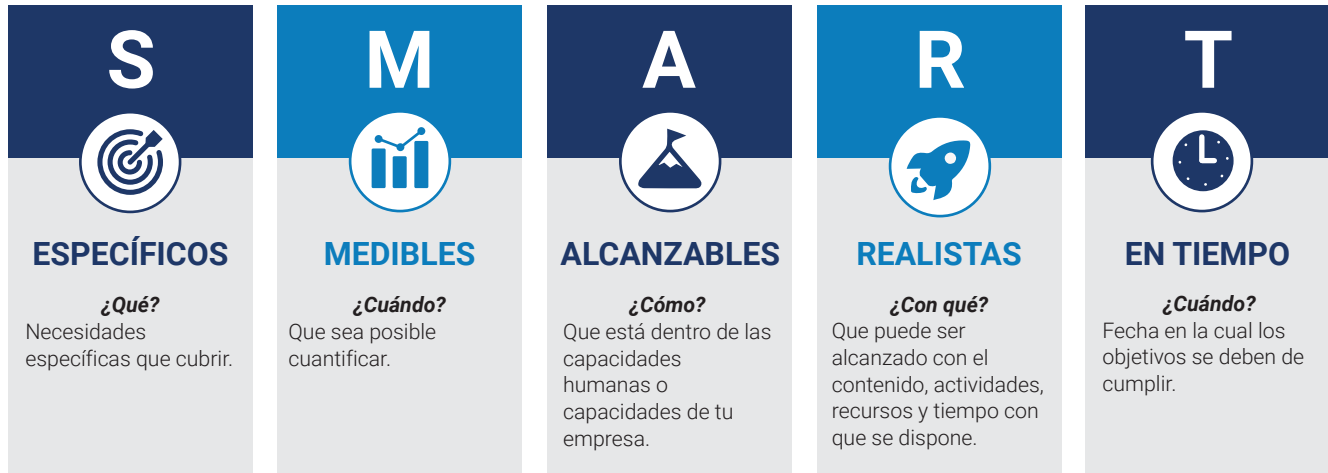 S
ESPECÍFICOS
¿Qué?
Necesidades
específicas que cubrir.
M
MEDIBLES
¿Cuándo?
Que sea posible
cuantificar.
A
ALCANZABLES
¿Cómo?
Que está dentro de las
capacidades
humanas o
capacidades de tu
empresa.
R
REALISTAS
¿Con qué?
Que puede ser
alcanzado con el
contenido, actividades,
recursos y tiempo con
que se dispone.
T
EN TIEMPO
¿Cuándo?
Fecha en la cual los
objetivos se deben de
cumplir.